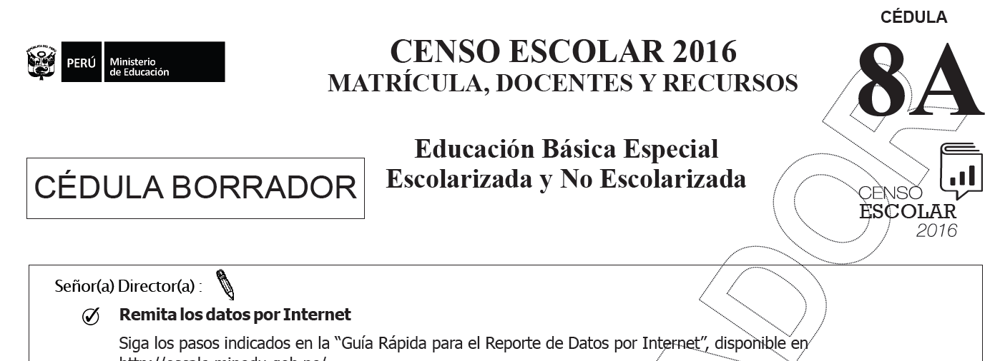 CÉDULA
8A
PERÚ
Ministerio
de Educación
CENSO ESCOLAR 2016
MATRÍCULA, DOCENTES Y RECURSOS
Educación Básica Especial
Escolarizada y No Escolarizada
CÉDULA BORRADOR
CENSO
ESCOLAR
2016
Señor(a) Director(a) :
Remita los datos por Internet
Siga los pasos indicados en la “Guía Rápida para el Reporte de Datos por Internet”, disponible en
DOR